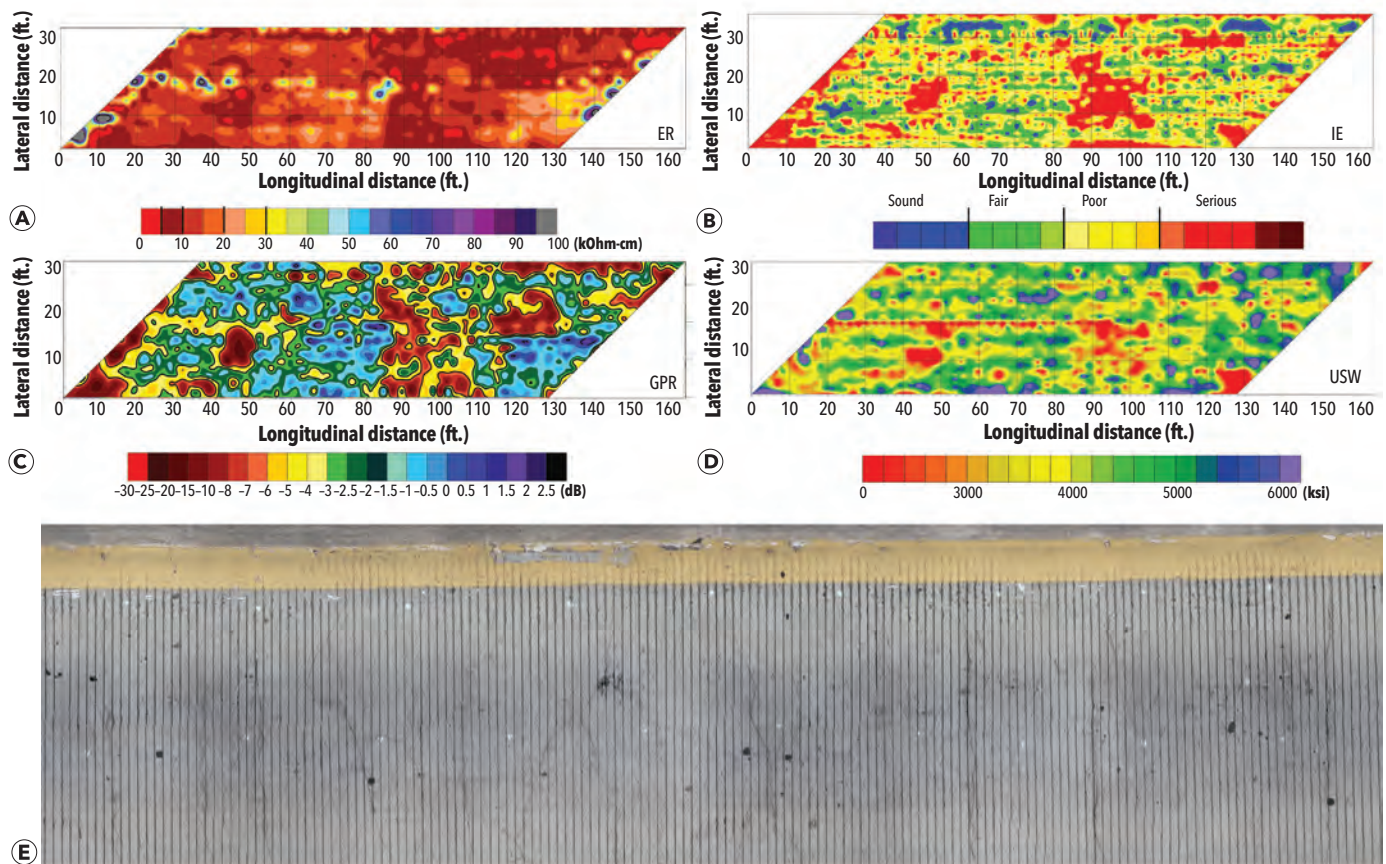 Lateral distance (ft.)
30
20
10
ER
0 10 20 30 40 50 60 70 80 90 100 110 120 130 140 150 160
Longitudinal distance (ft.)
A
0 10 20 30 40 50 60 70 80 90 100 (kOhm-cm)
Lateral distance (ft.)
30
20
10
IE
0 10 20 30 40 50 60 70 80 90 100 110 120 130 140 150 160
Longitudinal distance (ft.)
Sound Fair Poor Serious
B
Lateral distance (ft.)
30
20
10
GPR
0 10 20 30 40 50 60 70 80 90 100 110 120 130 140 150 160
Longitudinal distance (ft.)
C
–30–25–20–15–10 –8 –7 –6 –5 –4 –3–2.5 –2 –1.5 –1–0.5 0 0.5 1 1.5 2 2.5 (dB)
Lateral distance (ft.)
30
20
10
USW
0 10 20 30 40 50 60 70 80 90 100 110 120 130 140 150 160
Longitudinal distance (ft.)
D
0 3000 4000 5000 6000 (ksi)
E